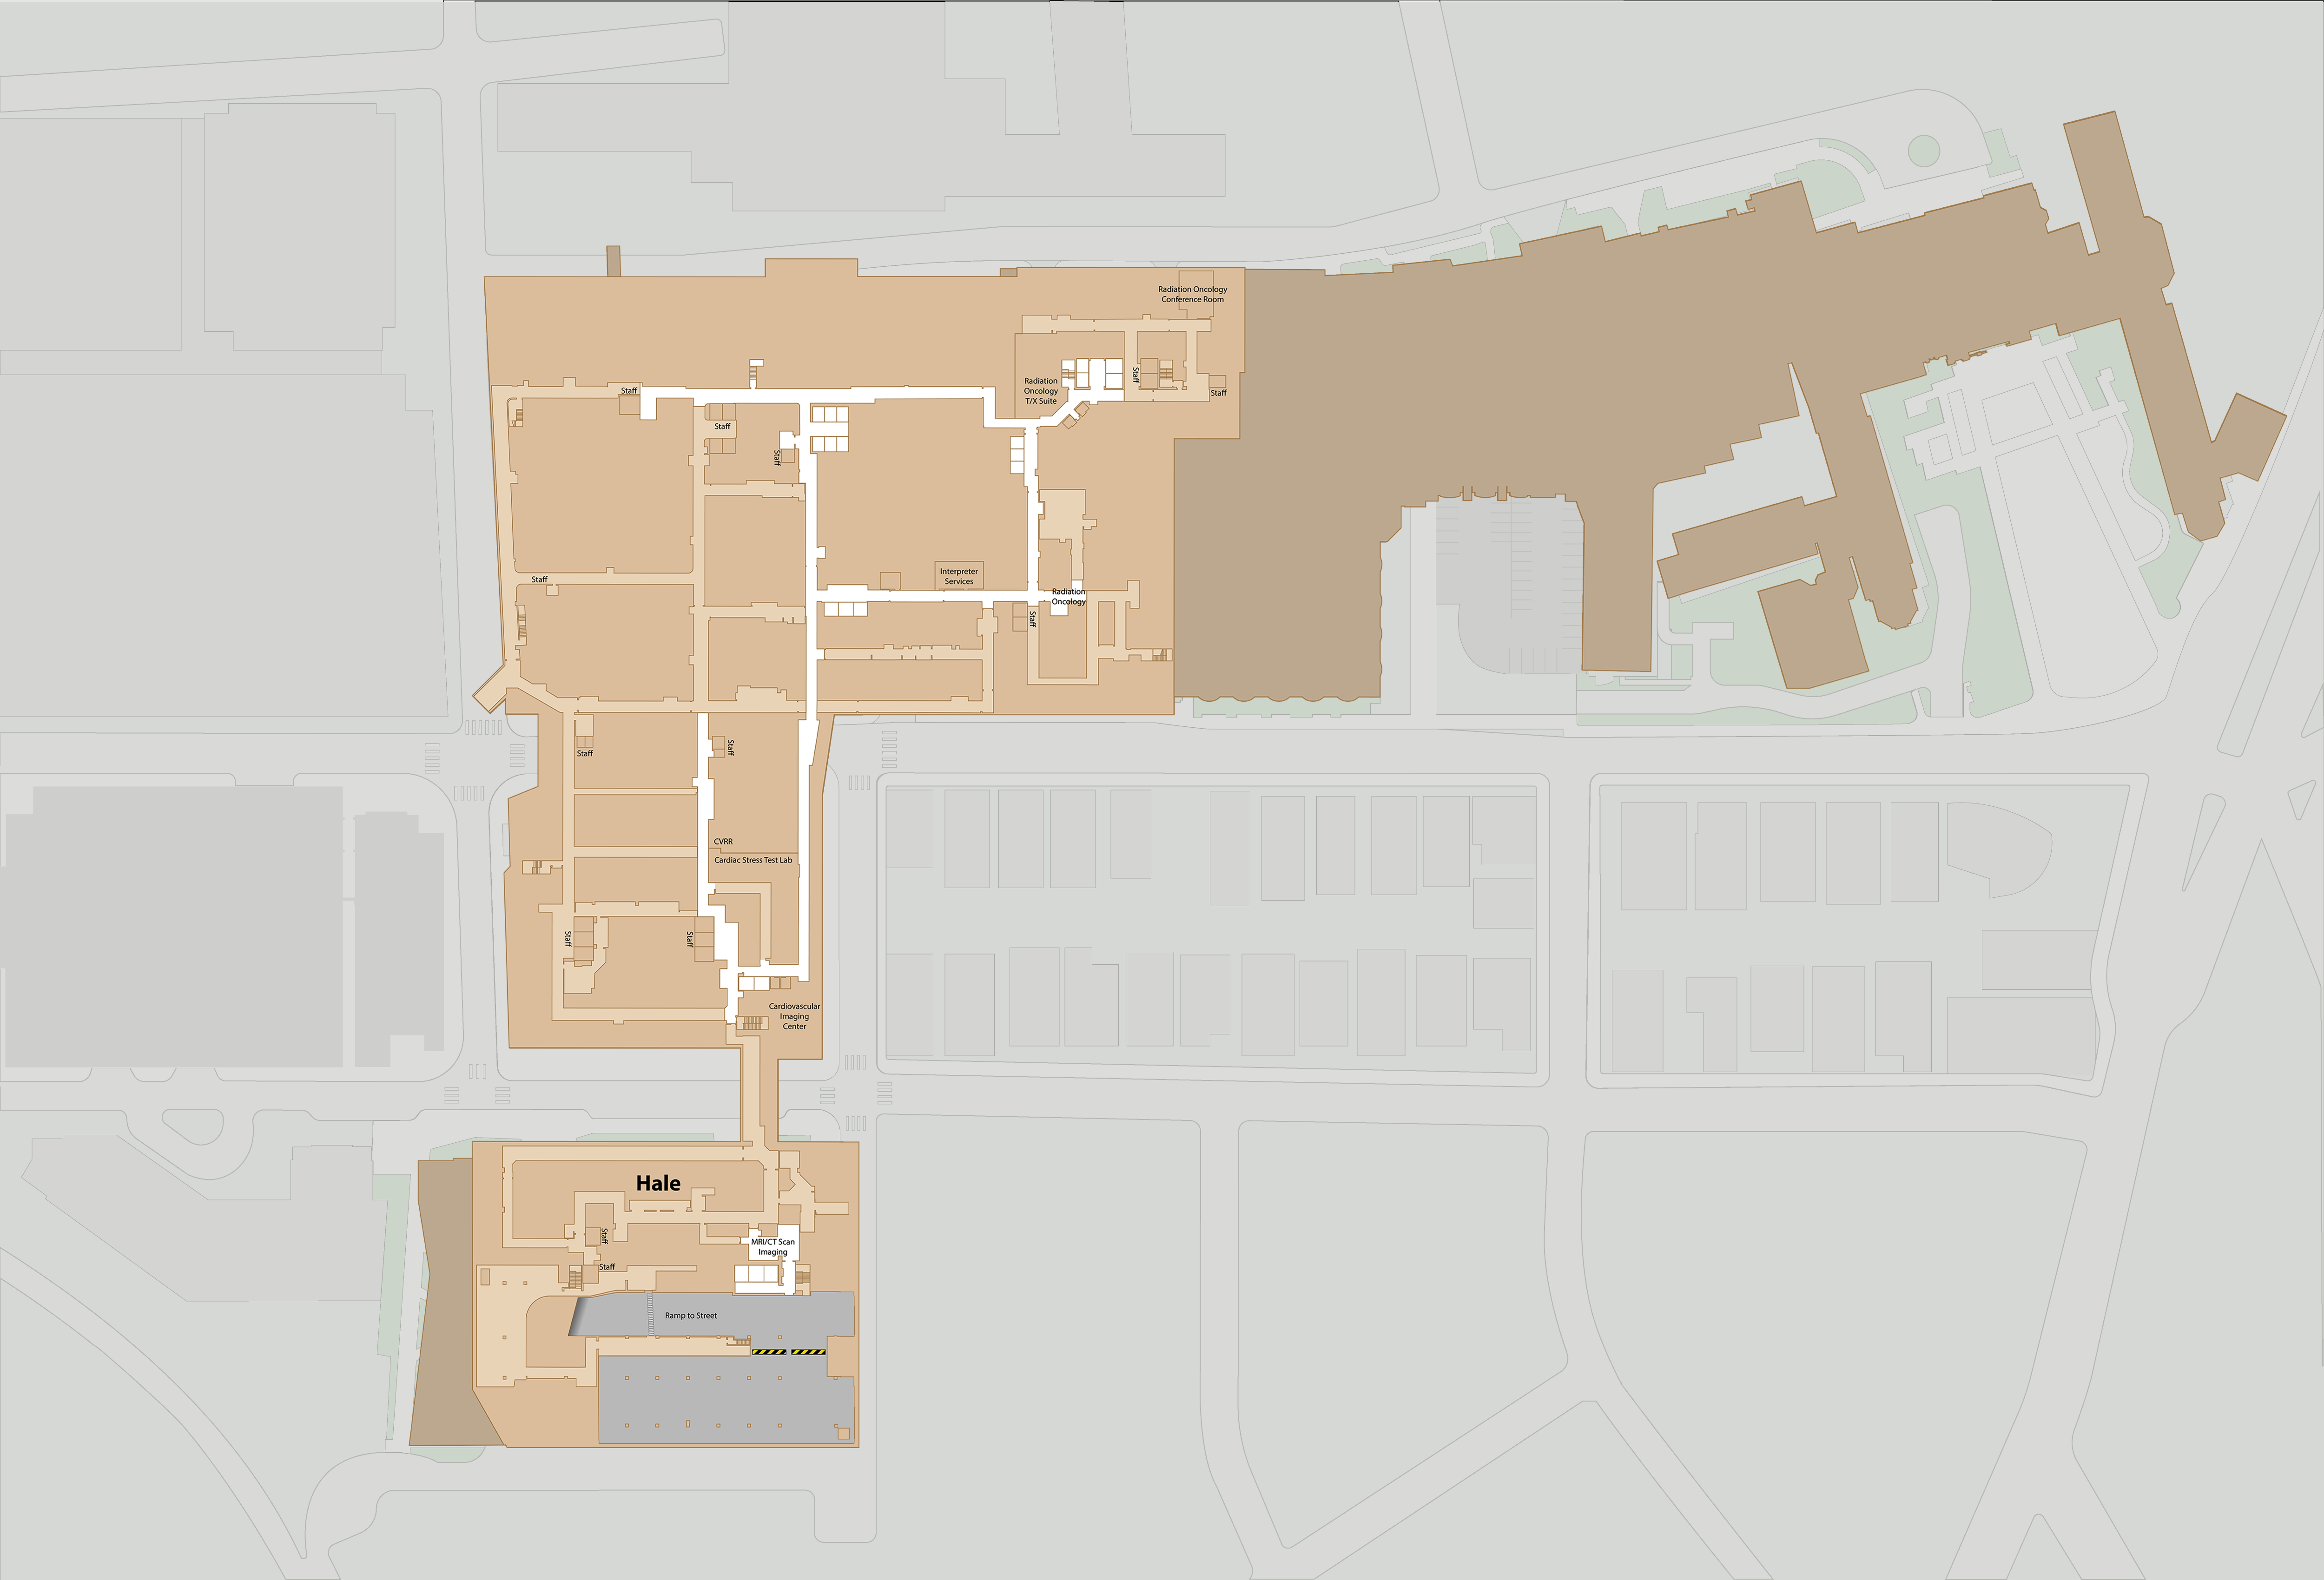 Radiation Oncology
Conference Room
Radiation
Oncology
T/X Suite
Staff
Staff
Staff
Staff
Staff
Interpreter
Services
Staff
Radiation
Oncology
Staff
Staff
Staff
CVRR
Cardiac Stress Test Lab
Staff
Staff
Cardiovascular
Imaging
Center
Hale
Staff
MRI/CT Scan
Imaging
Staff
Ramp to Street